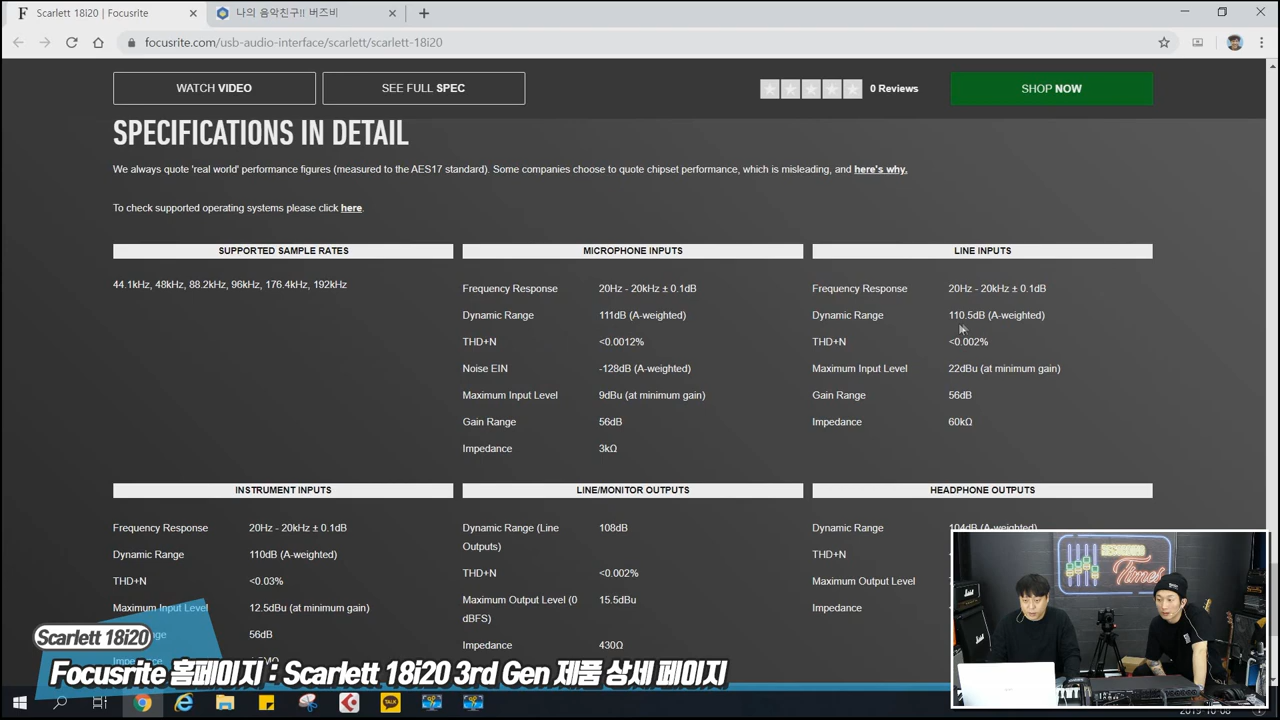 Scarlett 18i20 | Focusrite
나의 음악친구!! 버즈비
focusrite.com/usb-audio-interface/scarlett/scarlett-18i20
WATCH VIDEO
SEE FULL SPEC
0 Reviews
SHOP NOW
SPECIFICATIONS IN DETAIL
We always quote 'real world' performance figures (measured to the AES17 standard). Some companies choose to quote chipset performance, which is misleading, and here's why.
To check supported operating systems please click here.
SUPPORTED SAMPLE RATES
44.1kHz, 48kHz, 88.2kHz, 96kHz, 176.4kHz, 192kHz
MICROPHONE INPUTS
Frequency Response 20Hz - 20kHz ± 0.1dB
Dynamic Range 111dB (A-weighted)
THD+N <0.0012%
Noise EIN -128dB (A-weighted)
Maximum Input Level 9dBu (at minimum gain)
Gain Range 56dB
Impedance 3kΩ
LINE INPUTS
Frequency Response 20Hz - 20kHz ± 0.1dB
Dynamic Range 110.5dB (A-weighted)
THD+N <0.002%
Maximum Input Level 22dBu (at minimum gain)
Gain Range 56dB
Impedance 60kΩ
INSTRUMENT INPUTS
Frequency Response 20Hz - 20kHz ± 0.1dB
Dynamic Range 110dB (A-weighted)
THD+N <0.03%
Maximum Input Level 12.5dBu (at minimum gain)
56dB
LINE/MONITOR OUTPUTS
Dynamic Range (Line 108dB
Outputs)
THD+N <0.002%
Maximum Output Level (0 15.5dBu
dBFS)
Impedance 430Ω
HEADPHONE OUTPUTS
Dynamic Range 104dB (A-weighted)
THD+N
Maximum Output Level
Impedance
Times
Scarlett 18i20
Focusrite 홈페이지 : Scarlett 18i20 3rd Gen 제품 상세 페이지
TALK
2019-10-08